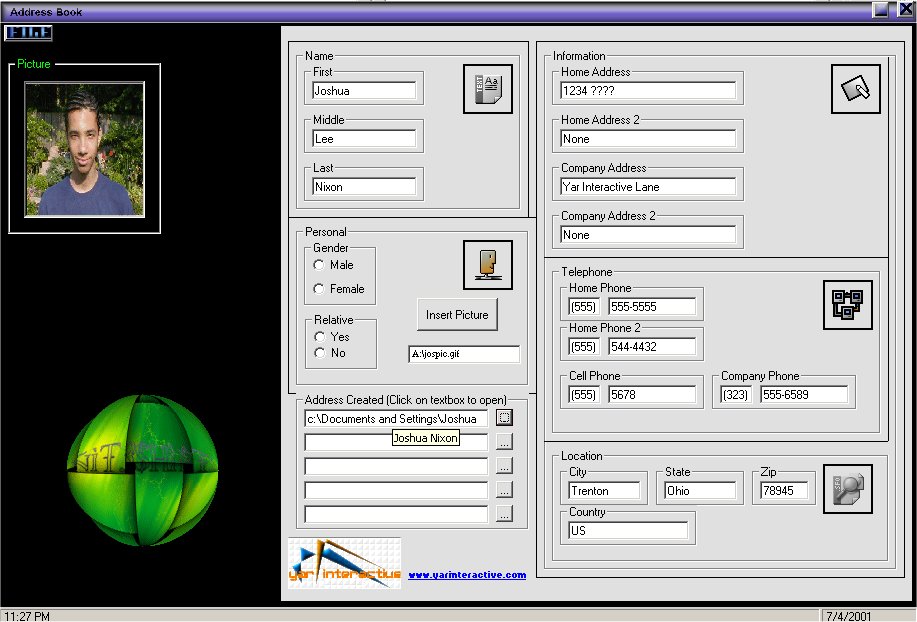 Address Book
FILE
Picture
Name
First
Joshua
Middle
Lee
Last
Nixon
Personal
Gender
Male
Female
Relative
Yes
No
Insert Picture
A:\jospic.gif
Address Created (Click on textbox to open)
c:\Documents and Settings\Joshua
...
Joshua Nixon
...
...
...
yar interactive
www.yarinteractive.com
Information
Home Address
1234 ????
Home Address 2
None
Company Address
Yar Interactive Lane
Company Address 2
None
Telephone
Home Phone
(555) 555-5555
Home Phone 2
(555) 544-4432
Cell Phone
(555) 5678
Company Phone
(323) 555-6589
Location
City
Trenton
State
Ohio
Zip
78945
Country
US
TEXT
Aa
11:27 PM
7/4/2001